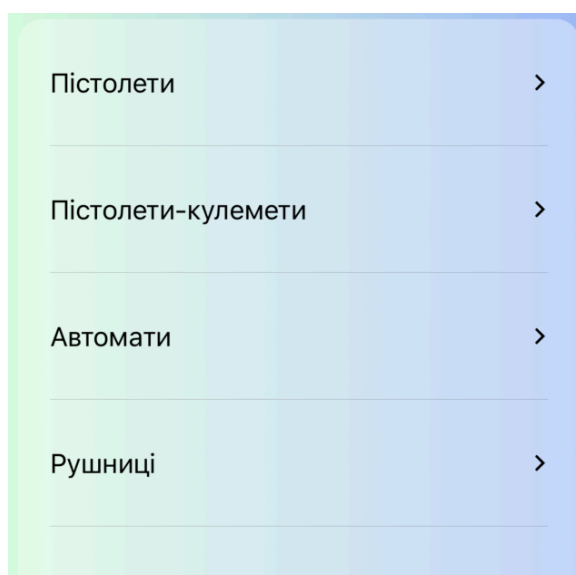 Пістолети
Пістолети-кулемети
Автомати
Рушниці